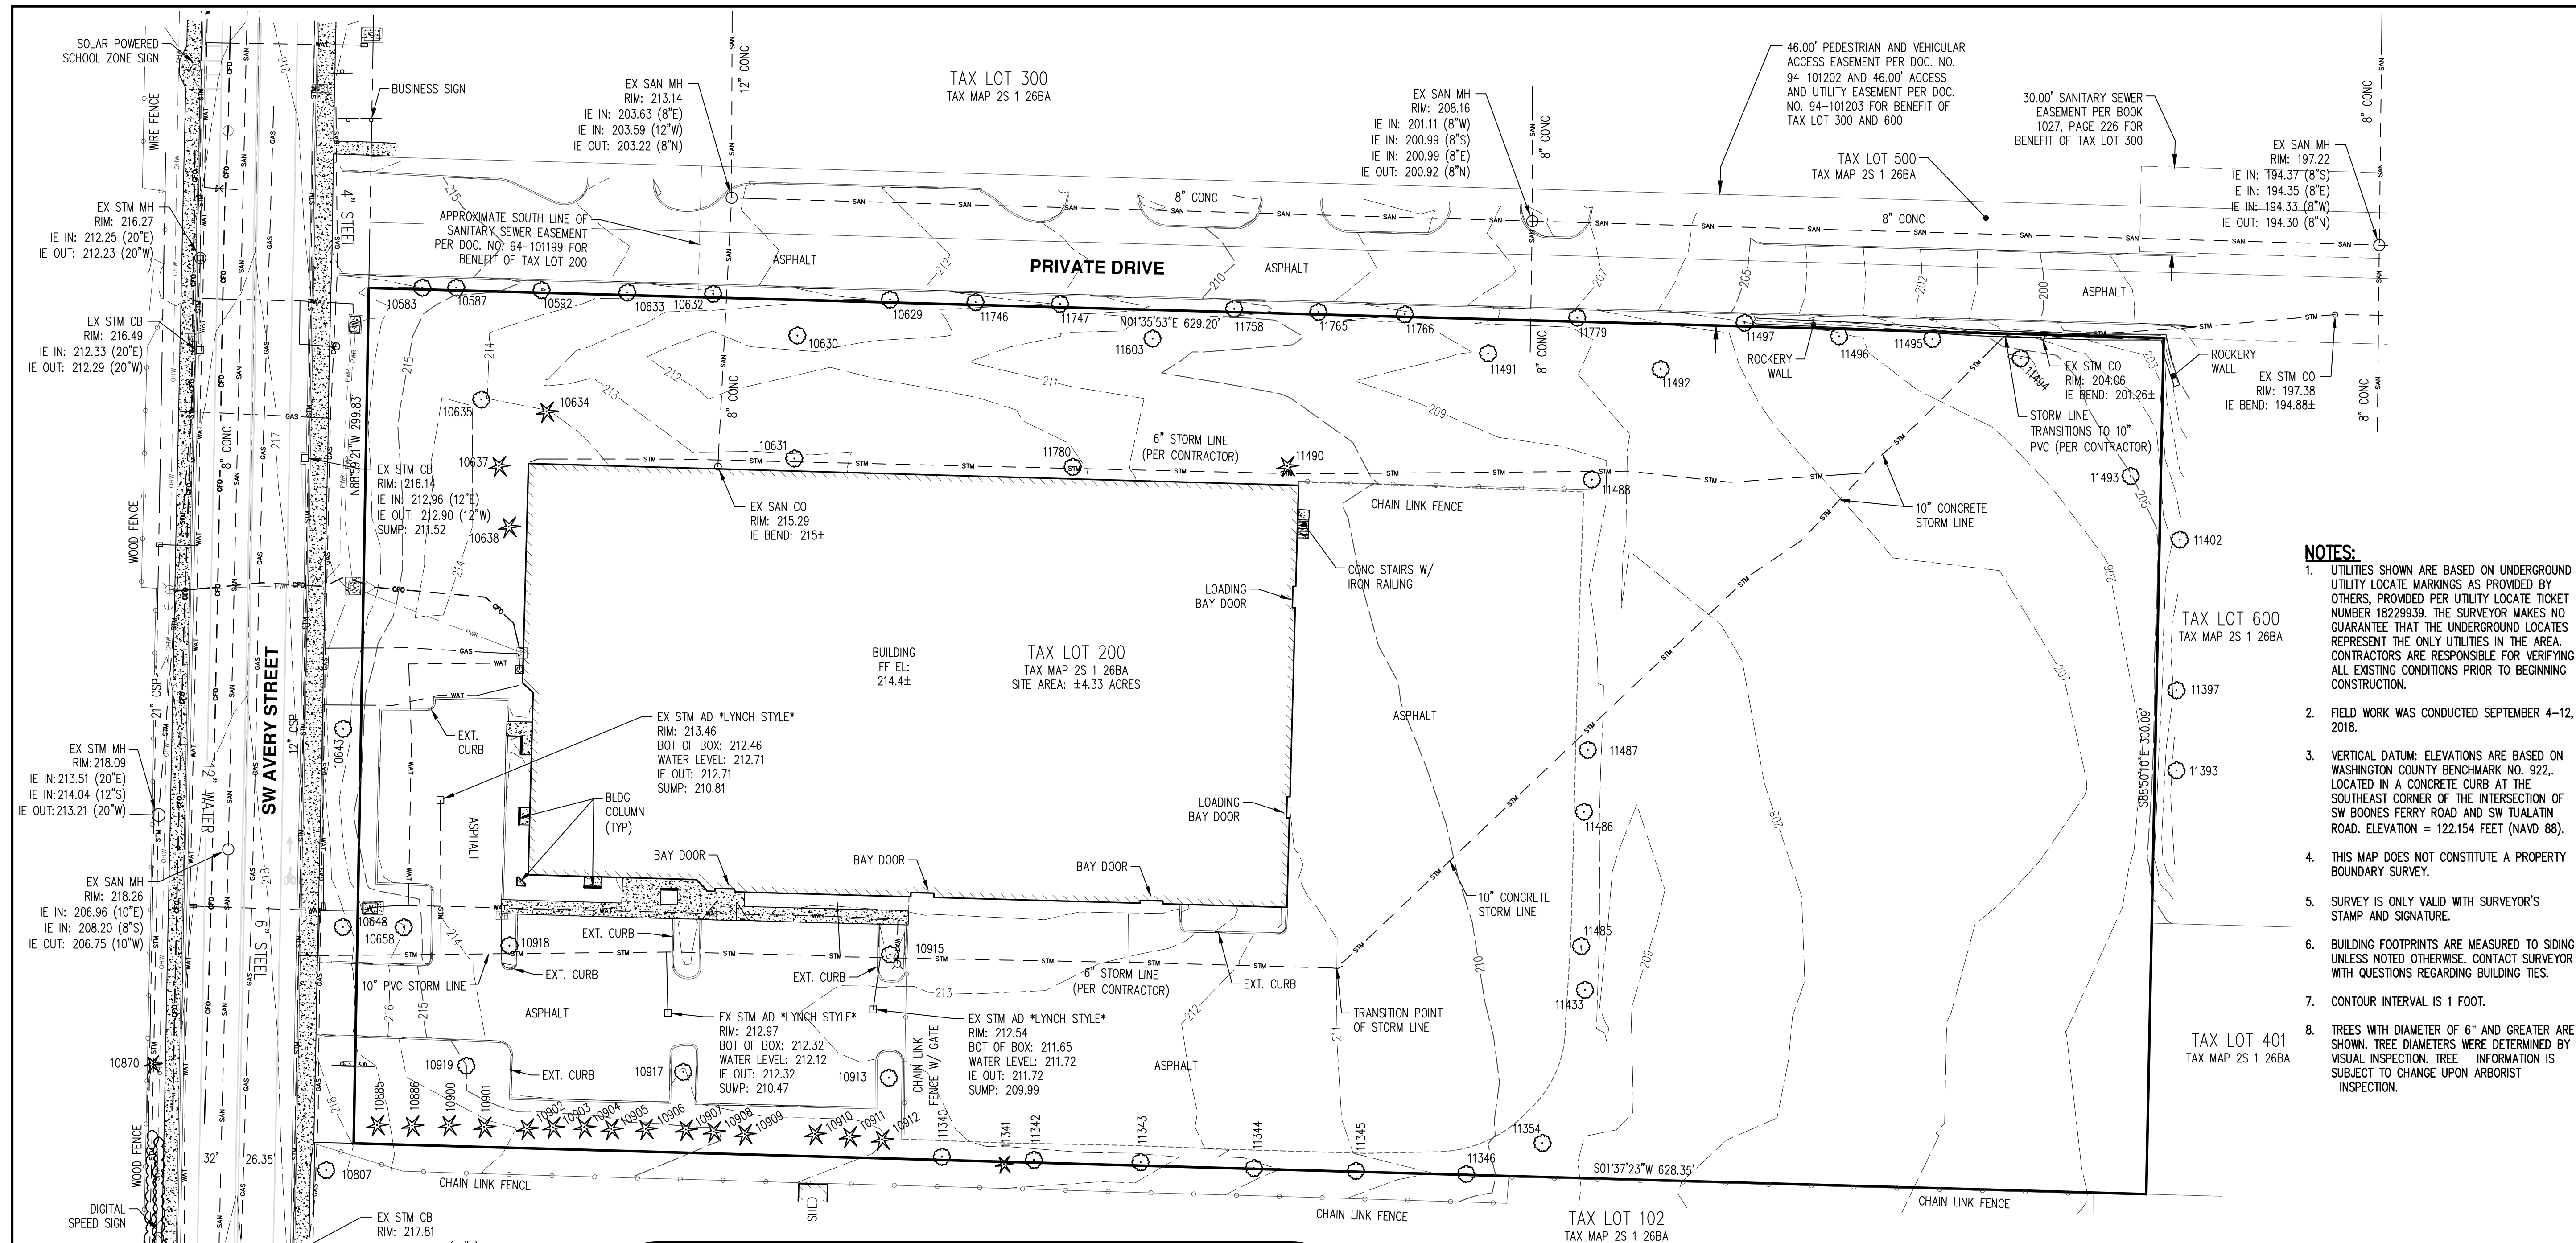 SOLAR POWERED
SCHOOL ZONE SIGN
WIRE FENCE
BUSINESS SIGN
EX SAN MH
RIM: 213.14
IE IN: 203.63 (8"E)
IE IN: 203.59 (12"W)
IE OUT: 203.22 (8"N)
12" CONC
TAX LOT 300
TAX MAP 2S 1 26BA
EX SAN MH
RIM: 208.16
IE IN: 201.11 (8"W)
IE IN: 200.99 (8"S)
IE IN: 200.99 (8"E)
IE OUT: 200.92 (8"N)
8" CONC
46.00' PEDESTRIAN AND VEHICULAR
ACCESS EASEMENT PER DOC. NO.
94-101202 AND 46.00' ACCESS
AND UTILITY EASEMENT PER DOC.
NO. 94-101203 FOR BENEFIT OF
TAX LOT 300 AND 600
30.00' SANITARY SEWER
EASEMENT PER BOOK
1027, PAGE 226 FOR
BENEFIT OF TAX LOT 300
TAX LOT 500
TAX MAP 2S 1 26BA
EX SAN MH
RIM: 197.22
IE IN: 194.37 (8"S)
IE IN: 194.35 (8"E)
IE IN: 194.33 (8"W)
IE OUT: 194.30 (8"N)
8" CONC
EX STM MH
RIM: 216.27
IE IN: 212.25 (20"E)
IE OUT: 212.23 (20"W)
4" STEEL
APPROXIMATE SOUTH LINE OF
SANITARY SEWER EASEMENT
PER DOC. NO. 94-101199 FOR
BENEFIT OF TAX LOT 200
8" CONC
8" CONC
ASPHALT
PRIVATE DRIVE
ASPHALT
ASPHALT
216
215
212
210
207
205
202
200
10583
10587
10592
10633
10632
10629
11746
11747
11758
11765
11766
11779
11497
11496
11495
11494
N01°35'53"E 629.20'
EX STM CB
RIM: 216.49
IE IN: 212.33 (20"E)
IE OUT: 212.29 (20"W)
10630
11603
11491
11492
ROCKERY
WALL
EX STM CO
RIM: 204.06
IE BEND: 201.26±
ROCKERY
WALL
EX STM CO
RIM: 197.38
IE BEND: 194.88±
8" CONC
8" CONC
8" CONC
STORM LINE
TRANSITIONS TO 10"
PVC (PER CONTRACTOR)
203
215
214
213
212
211
209
N88°59'21"W 299.83'
8" CONC
217
10635
10634
10637
10638
10631
11780
6" STORM LINE
(PER CONTRACTOR)
11490
11488
11493
205
11402
EX STM CB
RIM: 216.14
IE IN: 212.96 (12"E)
IE OUT: 212.90 (12"W)
SUMP: 211.52
EX SAN CO
RIM: 215.29
IE BEND: 215±
CHAIN LINK FENCE
10" CONCRETE
STORM LINE
WOOD FENCE
214
CONC STAIRS W/
IRON RAILING
LOADING
BAY DOOR
206
BUILDING
FF EL:
214.4±
TAX LOT 200
TAX MAP 2S 1 26BA
SITE AREA: ±4.33 ACRES
TAX LOT 600
TAX MAP 2S 1 26BA
207
11397
21" CSP
SW AVERY STREET
12" CSP
12" WATER
10643
EXT.
CURB
EX STM AD *LYNCH STYLE*
RIM: 213.46
BOT OF BOX: 212.46
WATER LEVEL: 212.71
IE OUT: 212.71
SUMP: 210.81
ASPHALT
S88°50'10"E 300.09'
EX STM MH
RIM:218.09
IE IN:213.51 (20"E)
IE IN:214.04 (12"S)
IE OUT:213.21 (20"W)
ASPHALT
BLDG
COLUMN
(TYP)
LOADING
BAY DOOR
11487
11486
11393
208
BAY DOOR
BAY DOOR
BAY DOOR
EX SAN MH
RIM: 218.26
IE IN: 206.96 (10"E)
IE IN: 208.20 (8"S)
IE OUT: 206.75 (10"W)
218
6" STEEL
10648
10658
214
10918
EXT. CURB
10915
10" CONCRETE
STORM LINE
11485
11433
209
210
EXT. CURB
EXT. CURB
10" PVC STORM LINE
213
6" STORM LINE
(PER CONTRACTOR)
EXT. CURB
216
215
212
211
TRANSITION POINT
OF STORM LINE
ASPHALT
EX STM AD *LYNCH STYLE*
RIM: 212.97
BOT OF BOX: 212.32
WATER LEVEL: 212.12
IE OUT: 212.32
SUMP: 210.47
EX STM AD *LYNCH STYLE*
RIM: 212.54
BOT OF BOX: 211.65
WATER LEVEL: 211.72
IE OUT: 211.72
SUMP: 209.99
CHAIN LINK
FENCE W/ GATE
ASPHALT
TAX LOT 401
TAX MAP 2S 1 26BA
10870
10919
EXT. CURB
10917
10913
218
10885
10886
10900
10901
10902
10903
10904
10905
10906
10907
10908
10909
10910
10911
10912
11340
11341
11342
11343
11344
11345
11346
11354
S01°37'23"W 628.35'
WOOD FENCE
32'
26.35'
10807
CHAIN LINK FENCE
SHED
CHAIN LINK FENCE
CHAIN LINK FENCE
TAX LOT 102
TAX MAP 2S 1 26BA
DIGITAL
SPEED SIGN
EX STM CB
RIM: 217.81
NOTES:
1. UTILITIES SHOWN ARE BASED ON UNDERGROUND
UTILITY LOCATE MARKINGS AS PROVIDED BY
OTHERS, PROVIDED PER UTILITY LOCATE TICKET
NUMBER 18229939. THE SURVEYOR MAKES NO
GUARANTEE THAT THE UNDERGROUND LOCATES
REPRESENT THE ONLY UTILITIES IN THE AREA.
CONTRACTORS ARE RESPONSIBLE FOR VERIFYING
ALL EXISTING CONDITIONS PRIOR TO BEGINNING
CONSTRUCTION.
2. FIELD WORK WAS CONDUCTED SEPTEMBER 4-12,
2018.
3. VERTICAL DATUM: ELEVATIONS ARE BASED ON
WASHINGTON COUNTY BENCHMARK NO. 922,.
LOCATED IN A CONCRETE CURB AT THE
SOUTHEAST CORNER OF THE INTERSECTION OF
SW BOONES FERRY ROAD AND SW TUALATIN
ROAD. ELEVATION = 122.154 FEET (NAVD 88).
4. THIS MAP DOES NOT CONSTITUTE A PROPERTY
BOUNDARY SURVEY.
5. SURVEY IS ONLY VALID WITH SURVEYOR'S
STAMP AND SIGNATURE.
6. BUILDING FOOTPRINTS ARE MEASURED TO SIDING
UNLESS NOTED OTHERWISE. CONTACT SURVEYOR
WITH QUESTIONS REGARDING BUILDING TIES.
7. CONTOUR INTERVAL IS 1 FOOT.
8. TREES WITH DIAMETER OF 6" AND GREATER ARE
SHOWN. TREE DIAMETERS WERE DETERMINED BY
VISUAL INSPECTION. TREE INFORMATION IS
SUBJECT TO CHANGE UPON ARBORIST
INSPECTION.